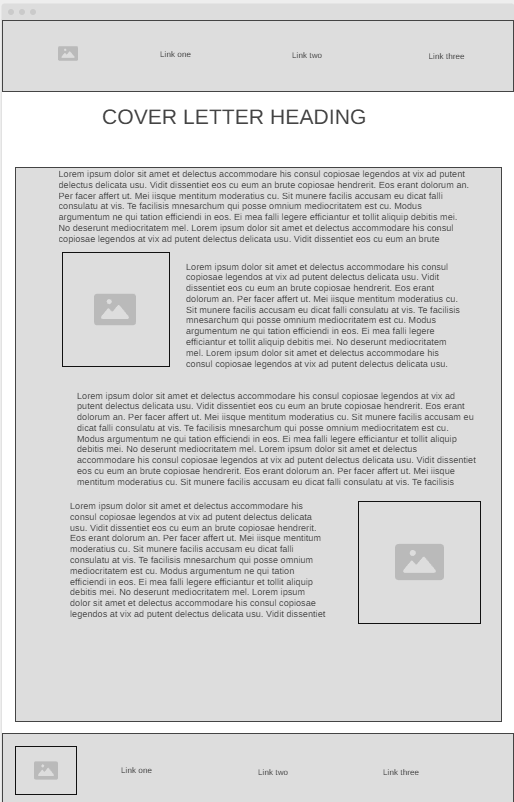 Link one
Link two
Link three
COVER LETTER HEADING
Lorem ipsum dolor sit amet et delectus accommodare his consul copiosae legendos at vix ad putent
delectus delicata usu. Vidit dissentiet eos cu eum an brute copiosae hendrerit. Eos erant dolorum an.
Per facer affert ut. Mei iisque mentitum moderatius cu. Sit munere facilis accusam eu dicat falli
consulatu at vis. Te facilisis mnesarchum qui posse omnium mediocritatem est cu. Modus
argumentum ne qui tation efficiendi in eos. Ei mea falli legere efficiantur et tollit aliquip debitis mei.
No deserunt mediocritatem mel. Lorem ipsum dolor sit amet et delectus accommodare his consul
copiosae legendos at vix ad putent delectus delicata usu. Vidit dissentiet eos cu eum an brute
Lorem ipsum dolor sit amet et delectus accommodare his consul
copiosae legendos at vix ad putent delectus delicata usu. Vidit
dissentiet eos cu eum an brute copiosae hendrerit. Eos erant
dolorum an. Per facer affert ut. Mei iisque mentitum moderatius cu.
Sit munere facilis accusam eu dicat falli consulatu at vis. Te facilisis
mnesarchum qui posse omnium mediocritatem est cu. Modus
argumentum ne qui tation efficiendi in eos. Ei mea falli legere
efficiantur et tollit aliquip debitis mei. No deserunt mediocritatem
mel. Lorem ipsum dolor sit amet et delectus accommodare his
consul copiosae legendos at vix ad putent delectus delicata usu.
Lorem ipsum dolor sit amet et delectus accommodare his consul copiosae legendos at vix ad
putent delectus delicata usu. Vidit dissentiet eos cu eum an brute copiosae hendrerit. Eos erant
dolorum an. Per facer affert ut. Mei iisque mentitum moderatius cu. Sit munere facilis accusam eu
dicat falli consulatu at vis. Te facilisis mnesarchum qui posse omnium mediocritatem est cu.
Modus argumentum ne qui tation efficiendi in eos. Ei mea falli legere efficiantur et tollit aliquip
debitis mei. No deserunt mediocritatem mel. Lorem ipsum dolor sit amet et delectus
accommodare his consul copiosae legendos at vix ad putent delectus delicata usu. Vidit dissentiet
eos cu eum an brute copiosae hendrerit. Eos erant dolorum an. Per facer affert ut. Mei iisque
mentitum moderatius cu. Sit munere facilis accusam eu dicat falli consulatu at vis. Te facilisis
Lorem ipsum dolor sit amet et delectus accommodare his
consul copiosae legendos at vix ad putent delectus delicata
usu. Vidit dissentiet eos cu eum an brute copiosae hendrerit.
Eos erant dolorum an. Per facer affert ut. Mei iisque mentitum
moderatius cu. Sit munere facilis accusam eu dicat falli
consulatu at vis. Te facilisis mnesarchum qui posse omnium
mediocritatem est cu. Modus argumentum ne qui tation
efficiendi in eos. Ei mea falli legere efficiantur et tollit aliquip
debitis mei. No deserunt mediocritatem mel. Lorem ipsum
dolor sit amet et delectus accommodare his consul copiosae
legendos at vix ad putent delectus delicata usu. Vidit dissentiet
Link one
Link two
Link three